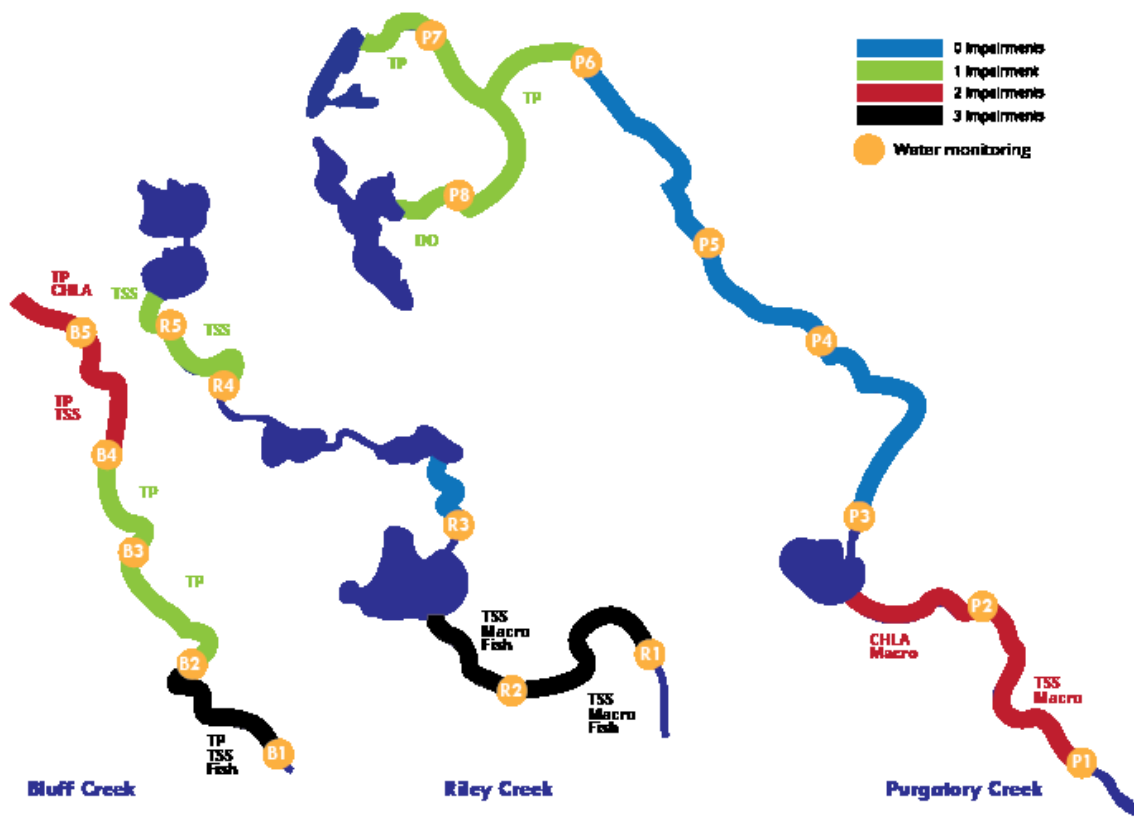 P7
TP
P6
TP
0 Impairments
1 Impairment
2 Impairments
3 Impairments
Water monitoring
P8
DO
P5
TP
CHLA
B5
TSS
R5
TSS
R4
P4
TP
TSS
B4
TP
B3
TP
B2
R3
P3
TSS
Macro
Fish
R2
R1
TSS
Macro
Fish
P2
CHLA
Macro
TSS
Macro
P1
TP
TSS
Fish
B1
Bluff Creek
Riley Creek
Purgatory Creek